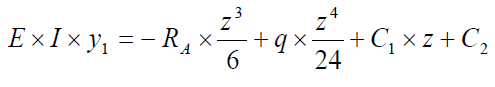 E × I × y₁ = − R_A × z³/6 + q × z⁴/24 + C₁ × z + C₂